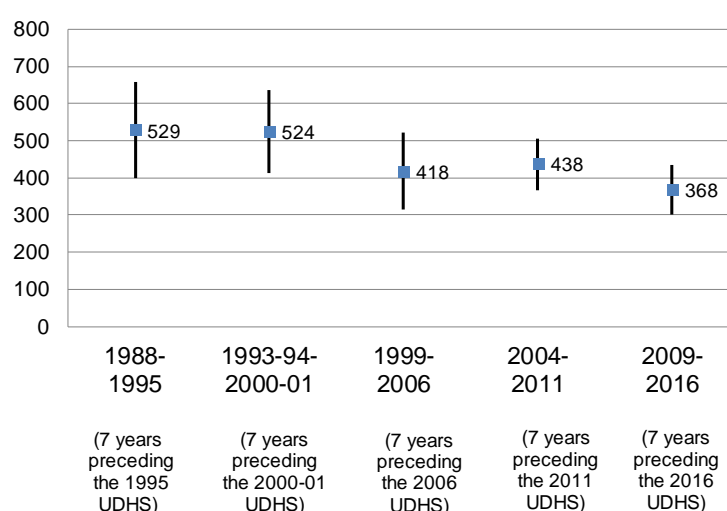 800
700
600
500
400
300
200
100
0
529
524
418
438
368
1988-
1995
1993-94-
2000-01
1999-
2006
2004-
2011
2009-
2016
(7 years
preceding
the 1995
UDHS)
(7 years
preceding
the 2000-01
UDHS)
(7 years
preceding
the 2006
UDHS)
(7 years
preceding
the 2011
UDHS)
(7 years
preceding
the 2016
UDHS)